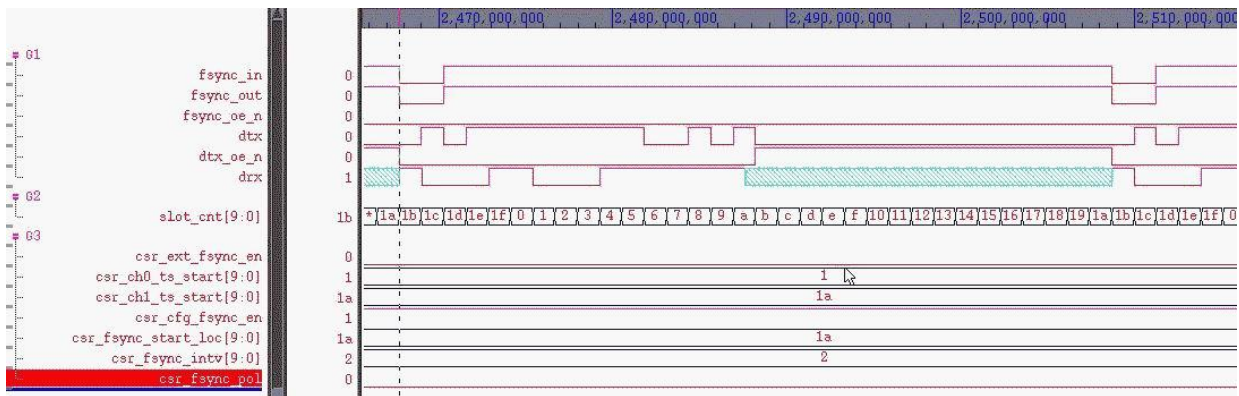 2,470,000,000 2,480,000,000 2,490,000,000 2,500,000,000 2,510,000,000
G1
fsync_in 0
fsync_out 0
fsync_oe_n 0
dtx 0
dtx_oe_n 0
drx 1
G2
slot_cnt[9:0] 1b * 1a 1b 1c 1d 1e 1f 0 1 2 3 4 5 6 7 8 9 a b c d e f 10 11 12 13 14 15 16 17 18 19 1a 1b 1c 1d 1e 1f 0
G3
csr_ext_fsync_en 0
csr_ch0_ts_start[9:0] 1 1
csr_ch1_ts_start[9:0] 1a 1a
csr_cfg_fsync_en 1
csr_fsync_start_loc[9:0] 1a 1a
csr_fsync_intv[9:0] 2 2
csr_fsync_pol 0